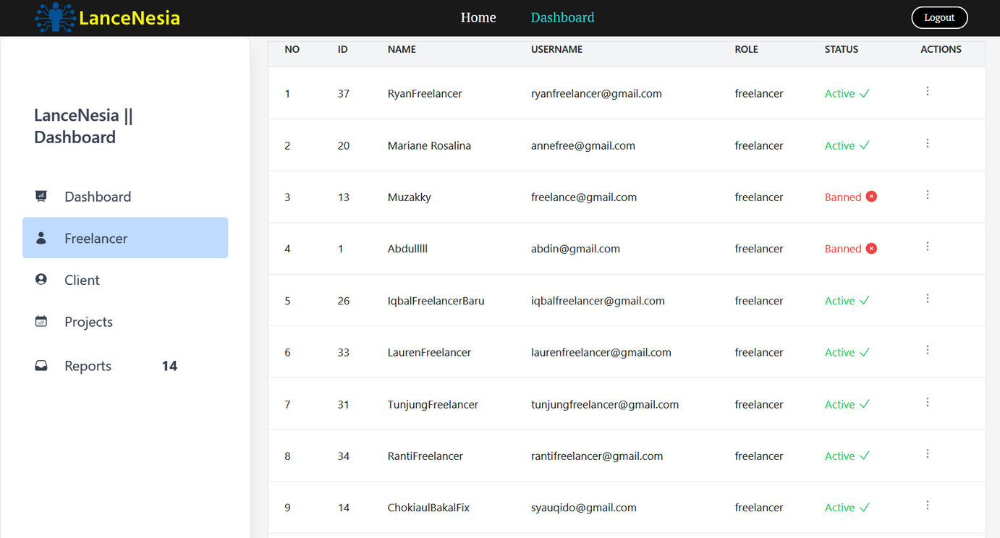 LanceNesia
Home
Dashboard
Logout
LanceNesia ||
Dashboard
Dashboard
Freelancer
Client
Projects
Reports 14
NO ID NAME USERNAME ROLE STATUS ACTIONS
1 37 RyanFreelancer ryanfreelancer@gmail.com freelancer Active
2 20 Mariane Rosalina annefree@gmail.com freelancer Active
3 13 Muzakky freelance@gmail.com freelancer Banned
4 1 Abdulllll abdin@gmail.com freelancer Banned
5 26 IqbalFreelancerBaru iqbalfreelancer@gmail.com freelancer Active
6 33 LaurenFreelancer laurenfreelancer@gmail.com freelancer Active
7 31 TunjungFreelancer tunjungfreelancer@gmail.com freelancer Active
8 34 RantiFreelancer rantifreelancer@gmail.com freelancer Active
9 14 ChokiaulBakalFix syauqido@gmail.com freelancer Active